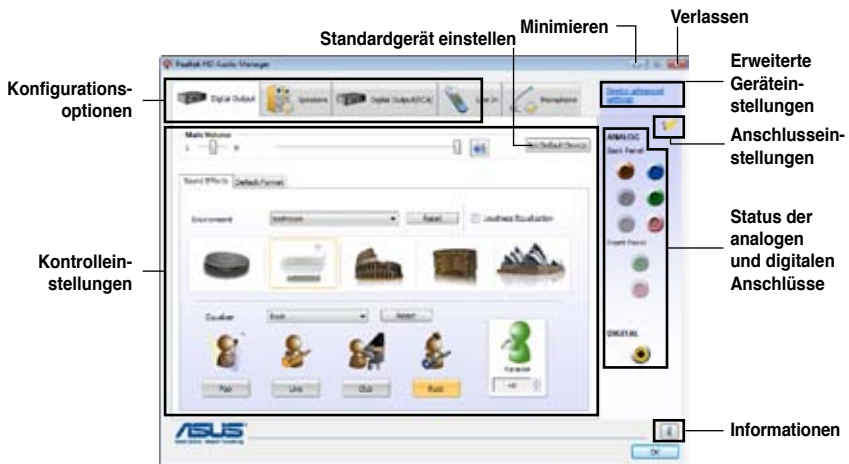 Minimieren
Verlassen
Standardgerät einstellen
Realtek HD Audio Manager
Konfigurations-
optionen
Digital Output
Speakers
Digital Output(RCA)
Line In
Microphone
Device advanced
settings
Erweiterte
Geräteein-
stellungen
Main Volume
L
R
Set Default Device
ANALOG
Back Panel
Anschlussein-
stellungen
Sound Effects
Default Format
Environment
Bathroom
Reset
Loudness Equalization
Front Panel
Status der
analogen
und digitalen
Anschlüsse
Kontrollein-
stellungen
Equalizer
Rock
Reset
Pop
Live
Club
Rock
Karaoke
+0
DIGITAL
ASUS
Informationen
OK